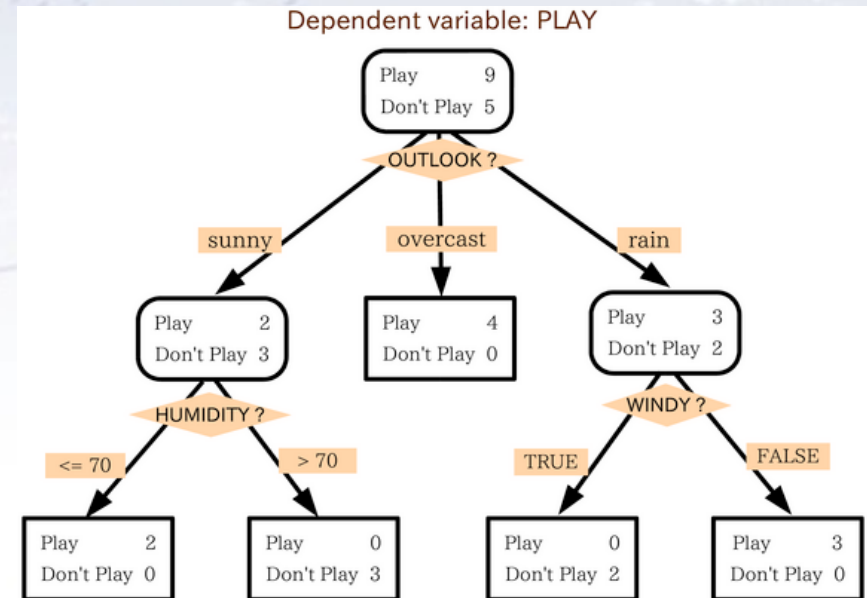 Dependent variable: PLAY
Play 9
Don't Play 5
OUTLOOK ?
sunny
overcast
rain
Play 2
Don't Play 3
Play 4
Don't Play 0
Play 3
Don't Play 2
HUMIDITY ?
WINDY ?
<= 70
> 70
TRUE
FALSE
Play 2
Don't Play 0
Play 0
Don't Play 3
Play 0
Don't Play 2
Play 3
Don't Play 0